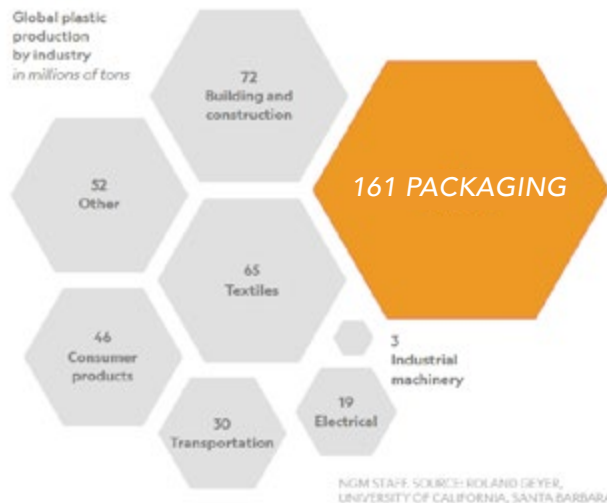 Global plastic
production
by industry
in millions of tons
72
Building and
construction
161 PACKAGING
52
Other
65
Textiles
46
Consumer
products
3
Industrial
machinery
19
Electrical
30
Transportation
NGM STAFF. SOURCE: ROLAND GEYER,
UNIVERSITY OF CALIFORNIA, SANTA BARBARA